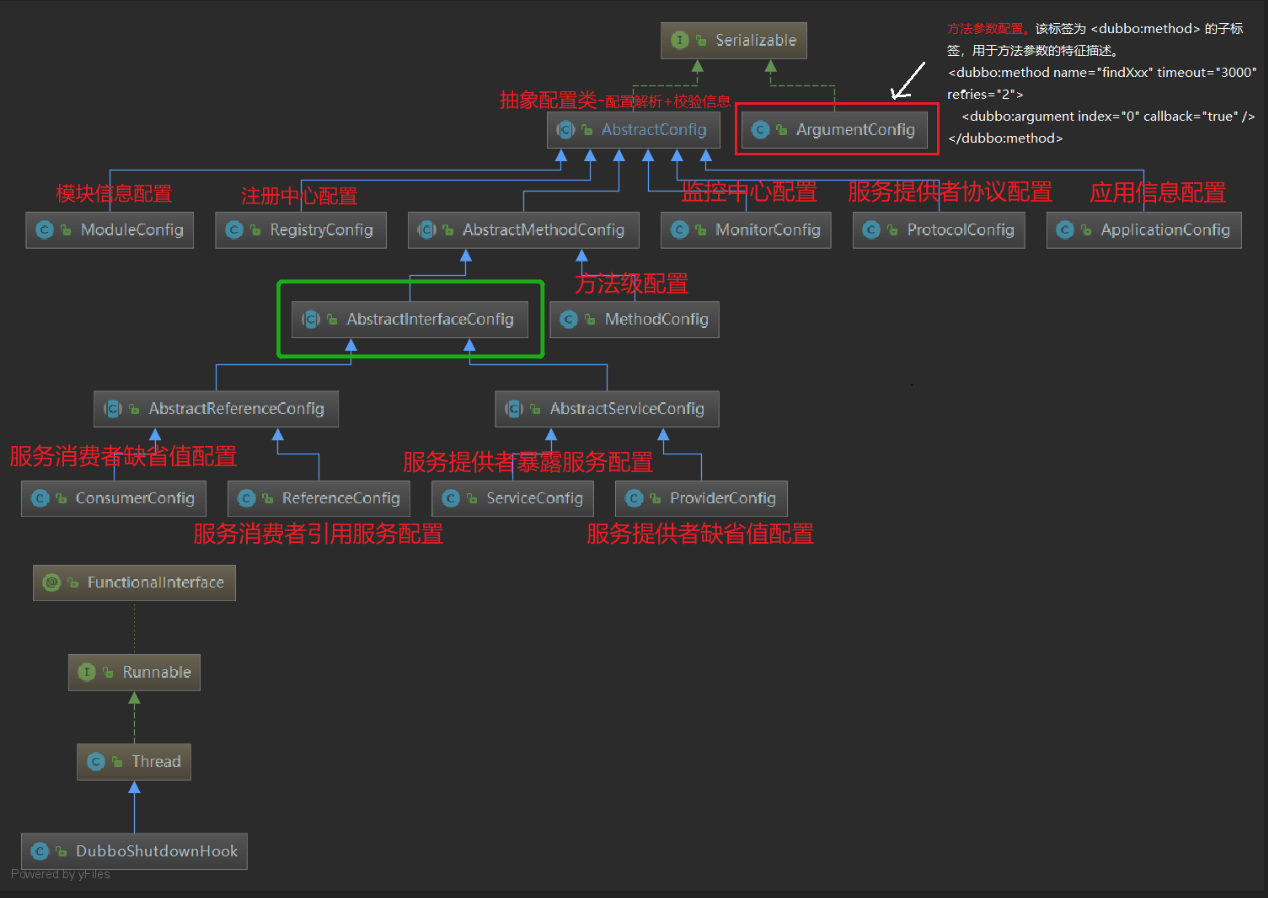 Serializable
方法参数配置。该标签为 <dubbo:method> 的子标
签，用于方法参数的特征描述。
<dubbo:method name="findXxx" timeout="3000"
retries="2">
<dubbo:argument index="0" callback="true" />
</dubbo:method>
抽象配置类-配置解析+校验信息
AbstractConfig
ArgumentConfig
模块信息配置
注册中心配置
监控中心配置
服务提供者协议配置
应用信息配置
ModuleConfig
RegistryConfig
AbstractMethodConfig
MonitorConfig
ProtocolConfig
ApplicationConfig
方法级配置
AbstractInterfaceConfig
MethodConfig
AbstractReferenceConfig
AbstractServiceConfig
服务消费者缺省值配置
服务提供者暴露服务配置
ConsumerConfig
ReferenceConfig
ServiceConfig
ProviderConfig
服务消费者引用服务配置
服务提供者缺省值配置
FunctionalInterface
Runnable
Thread
DubboShutdownHook
Powered by yFiles